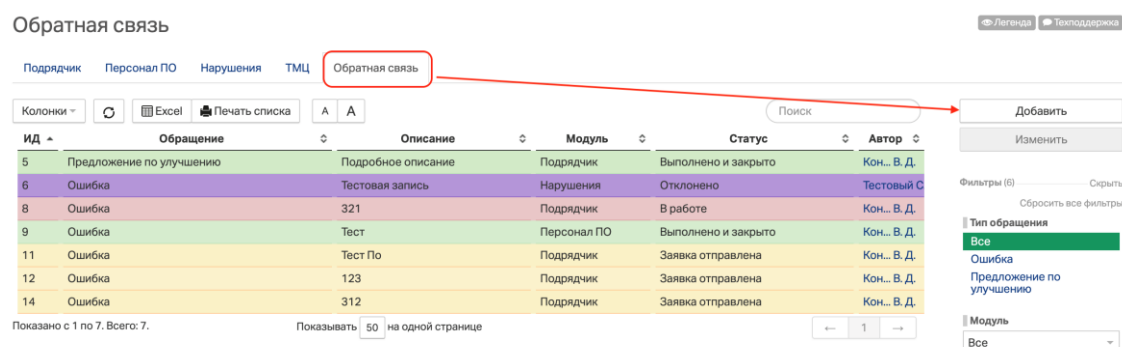 Обратная связь
Легенда Техподдержка
Подрядчик Персонал ПО Нарушения ТМЦ Обратная связь
Колонки Excel Печать списка A A Поиск Добавить
Изменить
ИД Обращение Описание Модуль Статус Автор
5 Предложение по улучшению Подробное описание Подрядчик Выполнено и закрыто Кон... В. Д.
6 Ошибка Тестовая запись Нарушения Отклонено Тестовый С
8 Ошибка 321 Подрядчик В работе Кон... В. Д.
9 Ошибка Тест Персонал ПО Выполнено и закрыто Кон... В. Д.
11 Ошибка Тест По Подрядчик Заявка отправлена Кон... В. Д.
12 Ошибка 123 Подрядчик Заявка отправлена Кон... В. Д.
14 Ошибка 312 Подрядчик Заявка отправлена Кон... В. Д.
Показано с 1 по 7. Всего: 7. Показывать 50 на одной странице ← 1 →
Фильтры (6) Скрыть
Сбросить все фильтры
Тип обращения
Все
Ошибка
Предложение по
улучшению
Модуль
Все